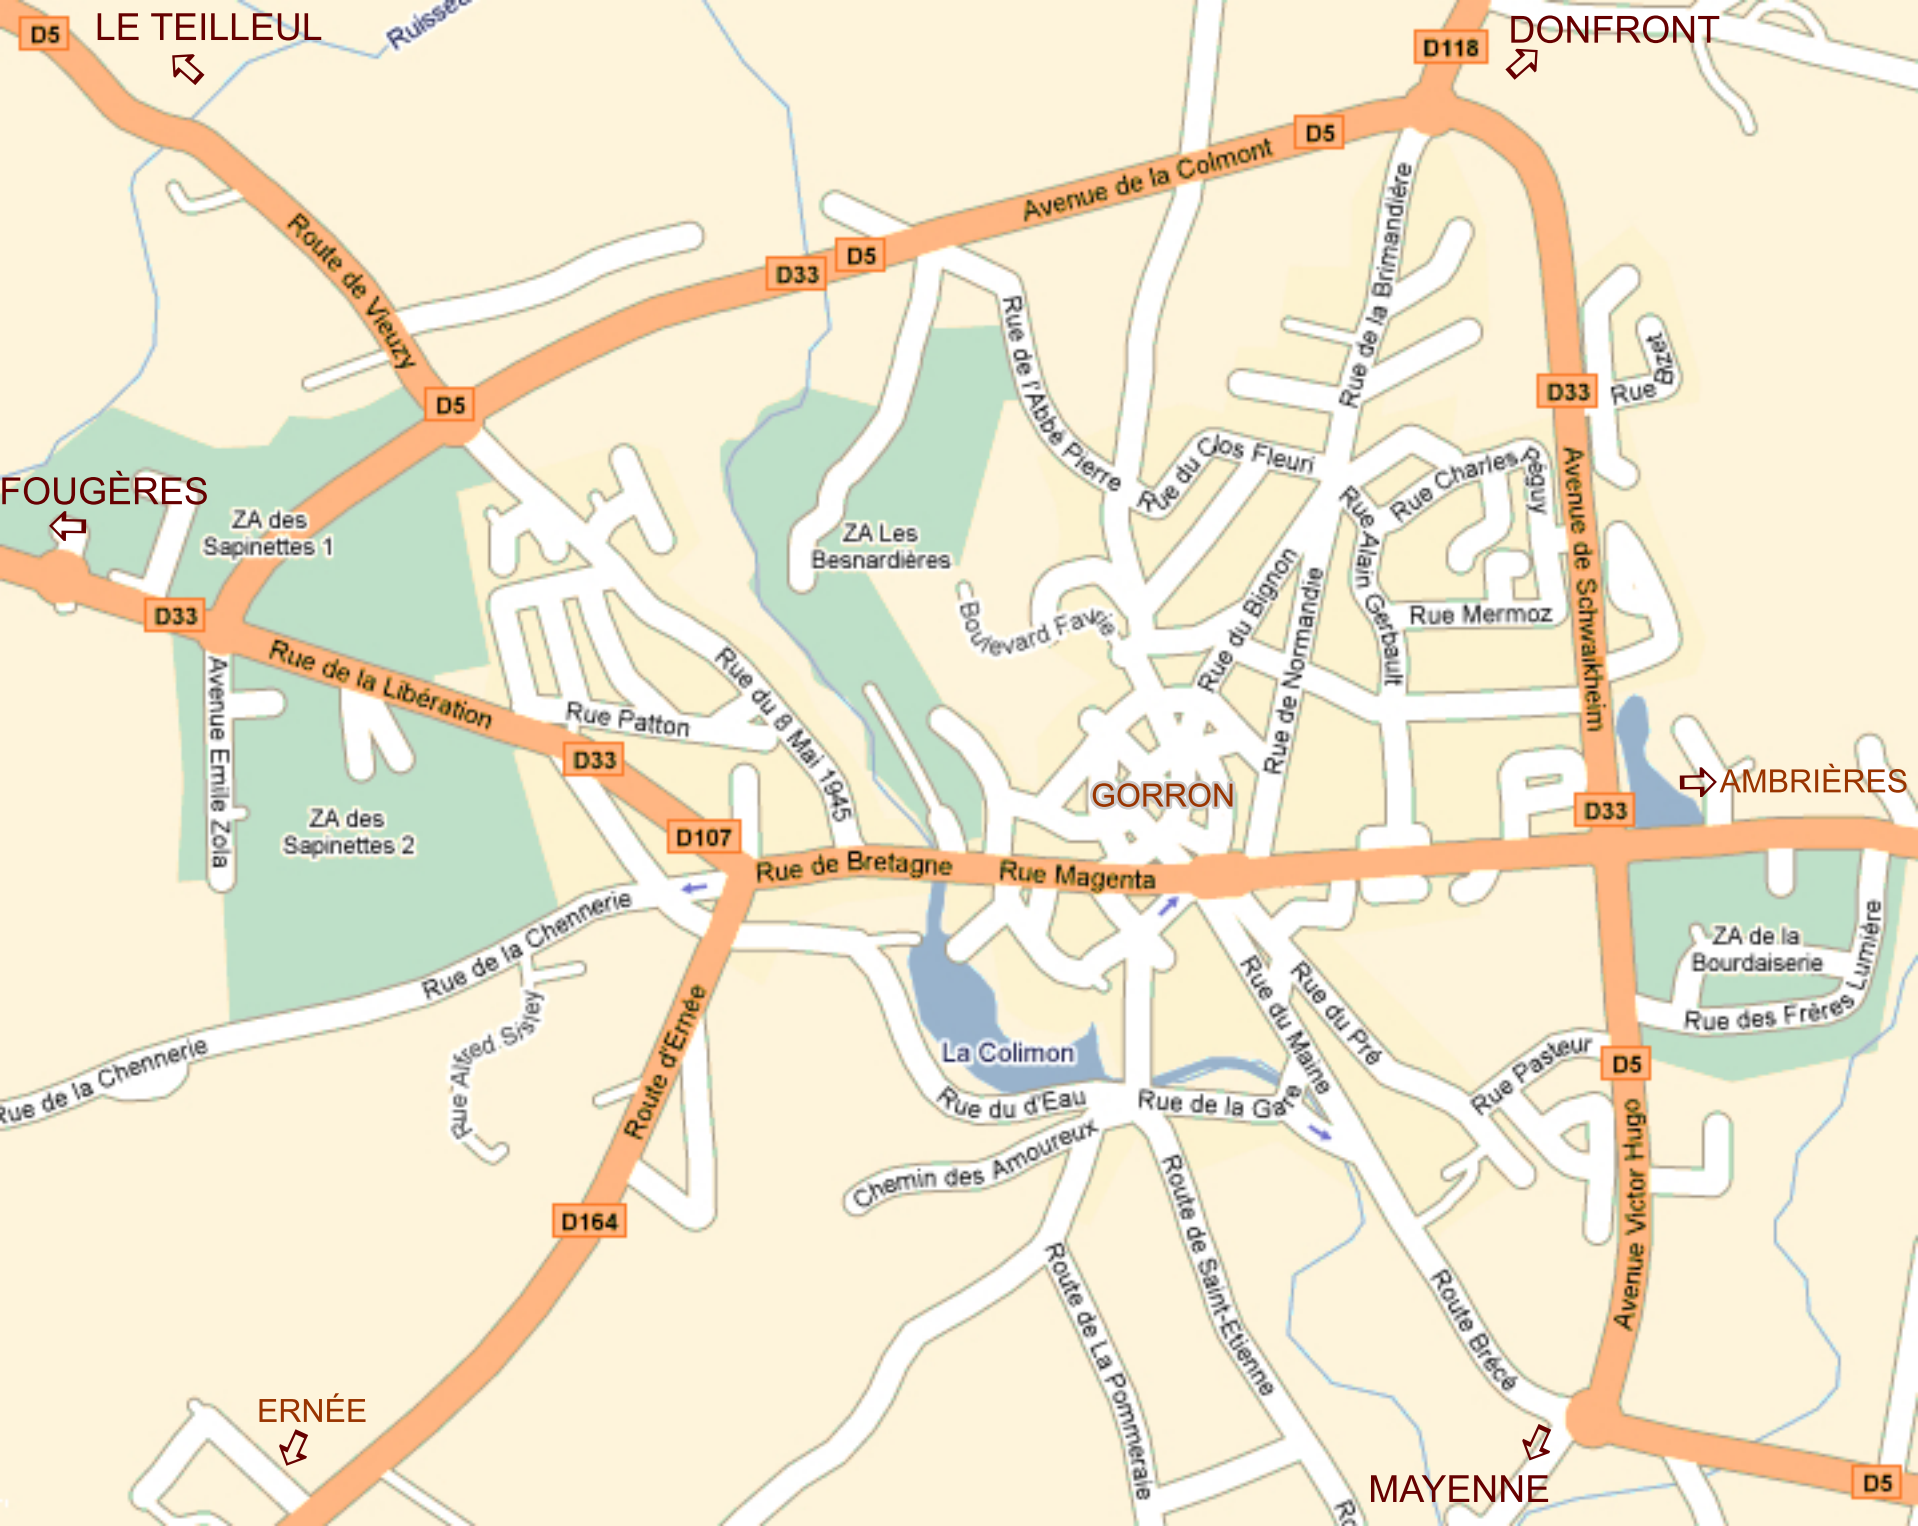 D5
LE TEILLEUL
D118
DONFRONT
D5
Avenue de la Colmont
Route de Vieuzy
D33
D5
Rue de la Brimandière
Rue de l'Abbé Pierre
D5
D33
Rue Bizet
Rue du Clos Fleuri
Rue Charles Péguy
FOUGÈRES
ZA des
Sapinettes 1
ZA Les
Besnardières
Rue Alain Gerbault
Avenue de Schwaikheim
D33
Rue du Bignon
Rue de Normandie
Boulevard Favie
Rue Mermoz
Rue de la Libération
Avenue Emile Zola
Rue du 8 Mai 1945
Rue Patton
D33
GORRON
AMBRIÈRES
D33
ZA des
Sapinettes 2
D107
Rue de Bretagne
Rue Magenta
Rue de la Chennerie
ZA de la
Bourdaiserie
Rue des Frères Lumière
Rue Alfred Sisley
Route d'Ernée
Rue du Maine
Rue du Pré
Rue Pasteur
La Colimon
D5
Rue de la Chennerie
Rue du d'Eau
Rue de la Gare
Chemin des Amoureux
Avenue Victor Hugo
D164
Route de Saint-Etienne
Route de La Pommeraie
Route Brécé
ERNÉE
MAYENNE
D5